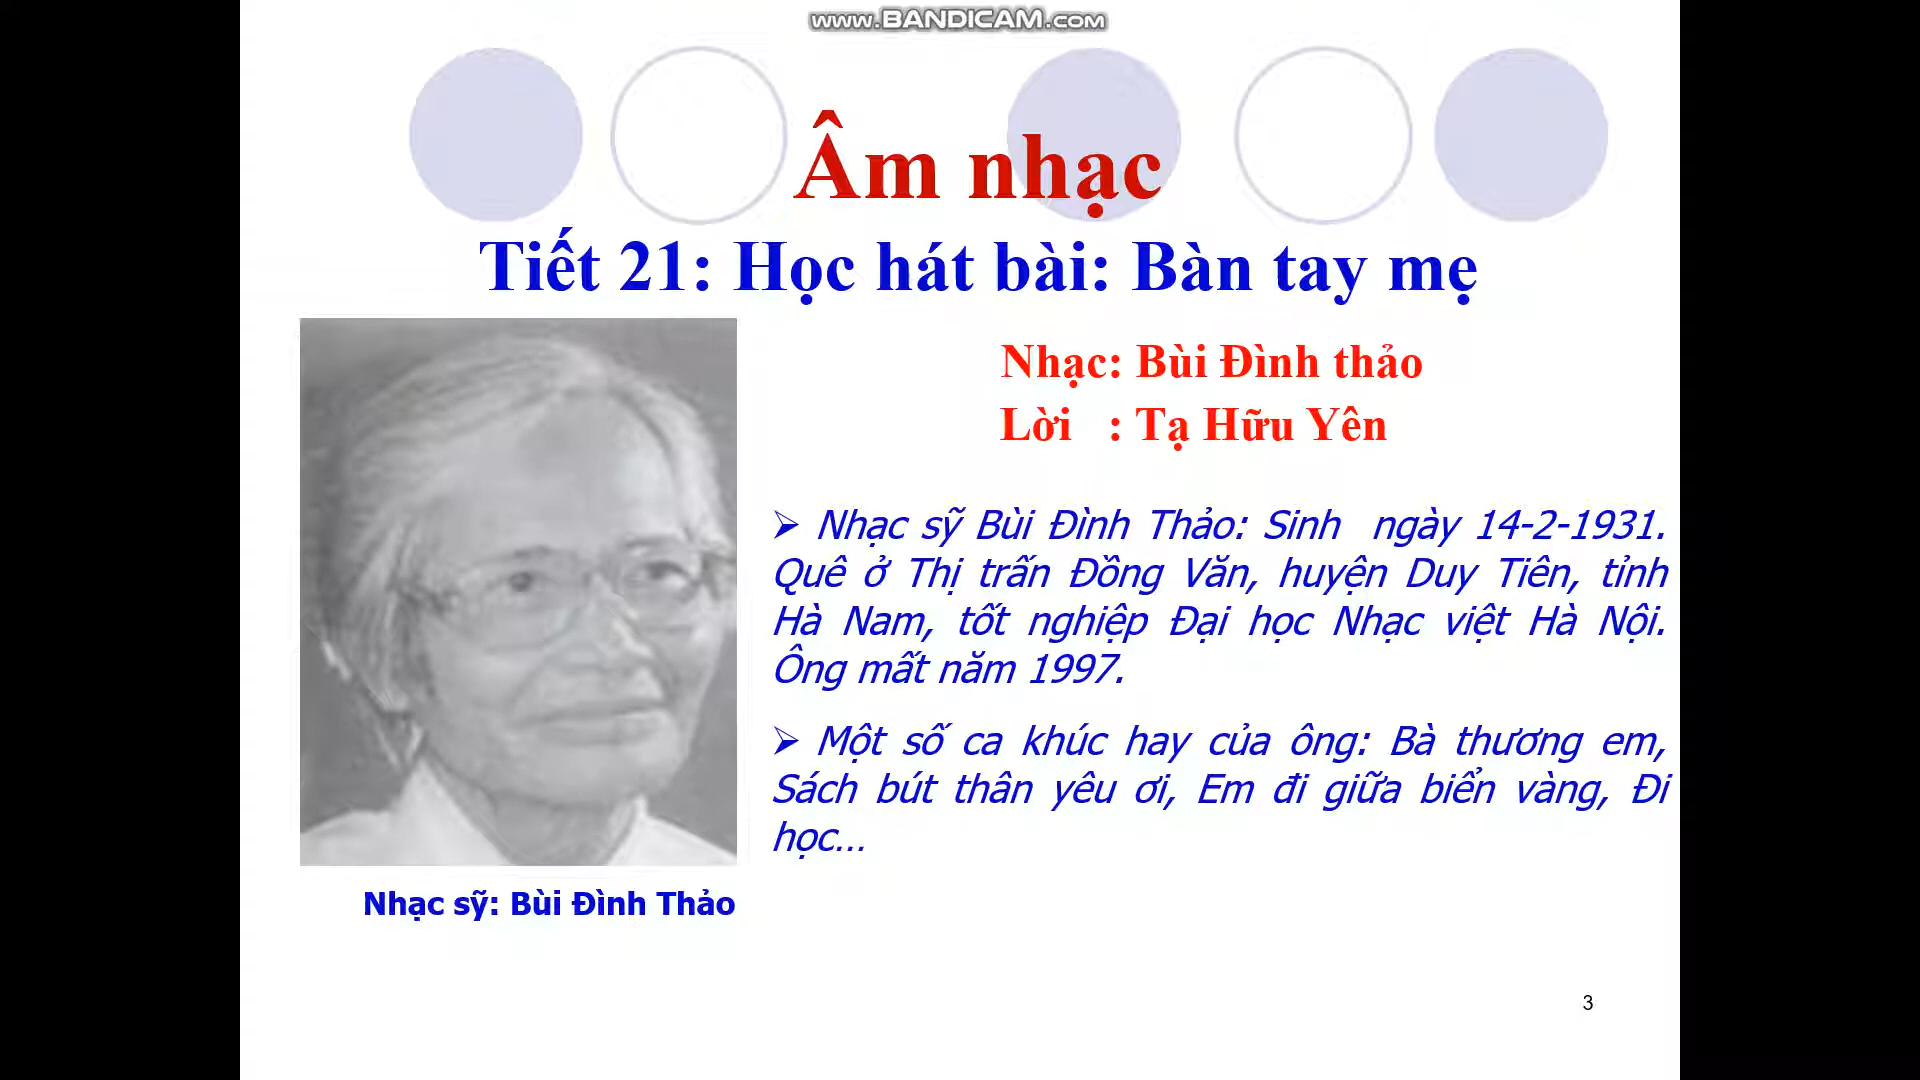 www.BANDICAM.com
Âm nhạc
Tiết 21: Học hát bài: Bàn tay mẹ
Nhạc: Bùi Đình thảo
Lời : Tạ Hữu Yên
➢ Nhạc sỹ Bùi Đình Thảo: Sinh ngày 14-2-1931.
Quê ở Thị trấn Đồng Văn, huyện Duy Tiên, tỉnh
Hà Nam, tốt nghiệp Đại học Nhạc việt Hà Nội.
Ông mất năm 1997.
➢ Một số ca khúc hay của ông: Bà thương em,
Sách bút thân yêu ơi, Em đi giữa biển vàng, Đi
học...
Nhạc sỹ: Bùi Đình Thảo
3